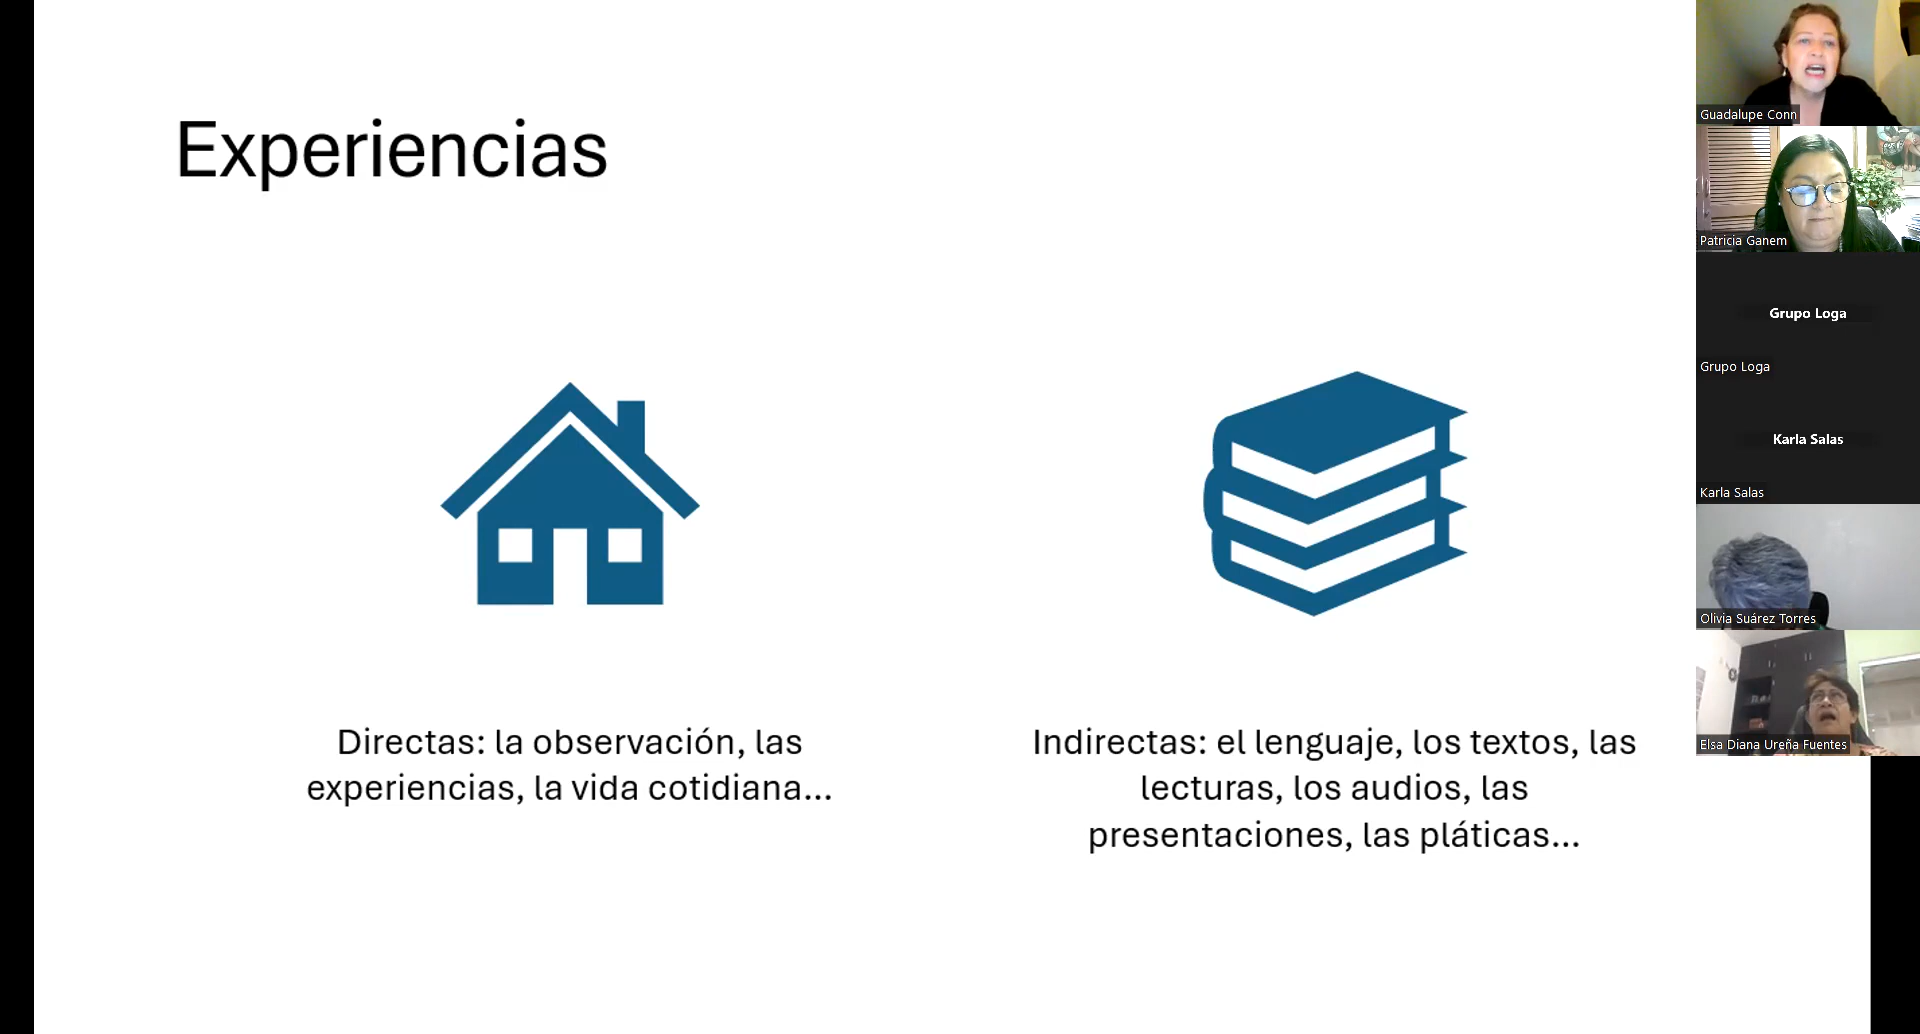 Experiencias
Directas: la observación, las
experiencias, la vida cotidiana...
Indirectas: el lenguaje, los textos, las
lecturas, los audios, las
presentaciones, las pláticas...
Guadalupe Conn
Patricia Ganem
Grupo Loga
Grupo Loga
Karla Salas
Karla Salas
Olivia Suárez Torres
Elsa Diana Ureña Fuentes